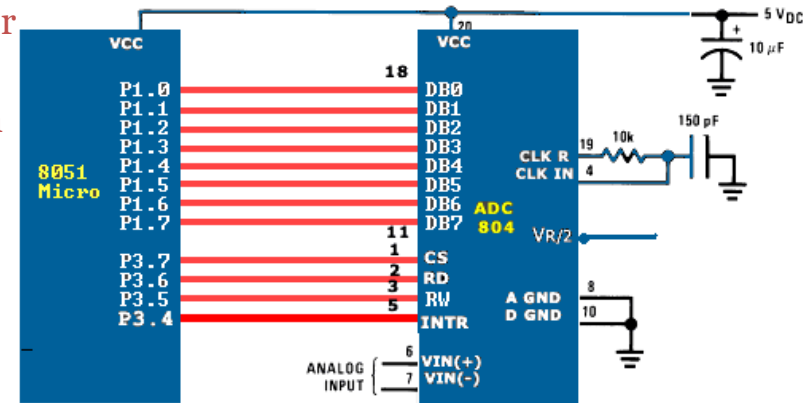 r
5 VDC
VCC
20
VCC
+
10 µF
18
P1.0
DB0
P1.1
DB1
P1.2
DB2
150 pF
P1.3
DB3
19
10k
CLK R
8051
P1.4
DB4
4
CLK IN
Micro
P1.5
DB5
P1.6
DB6
ADC
P1.7
DB7
804
11
VR/2
1
P3.7
CS
2
P3.6
RD
3
P3.5
RW
8
A GND
5
P3.4
INTR
10
D GND
6
VIN(+)
ANALOG
INPUT
7
VIN(-)